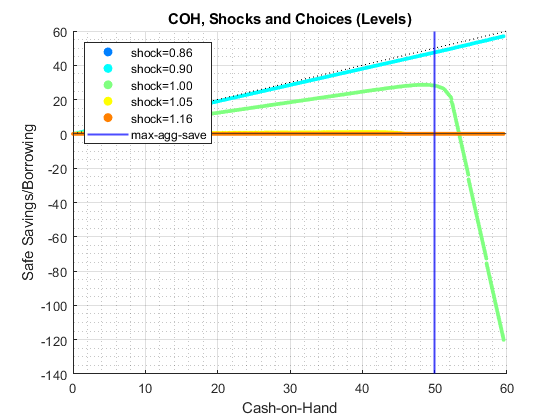 COH, Shocks and Choices (Levels)
60
40
20
0
-20
-40
-60
-80
-100
-120
-140
Safe Savings/Borrowing
shock=0.86
shock=0.90
shock=1.00
shock=1.05
shock=1.16
max-agg-save
0 10 20 30 40 50 60
Cash-on-Hand